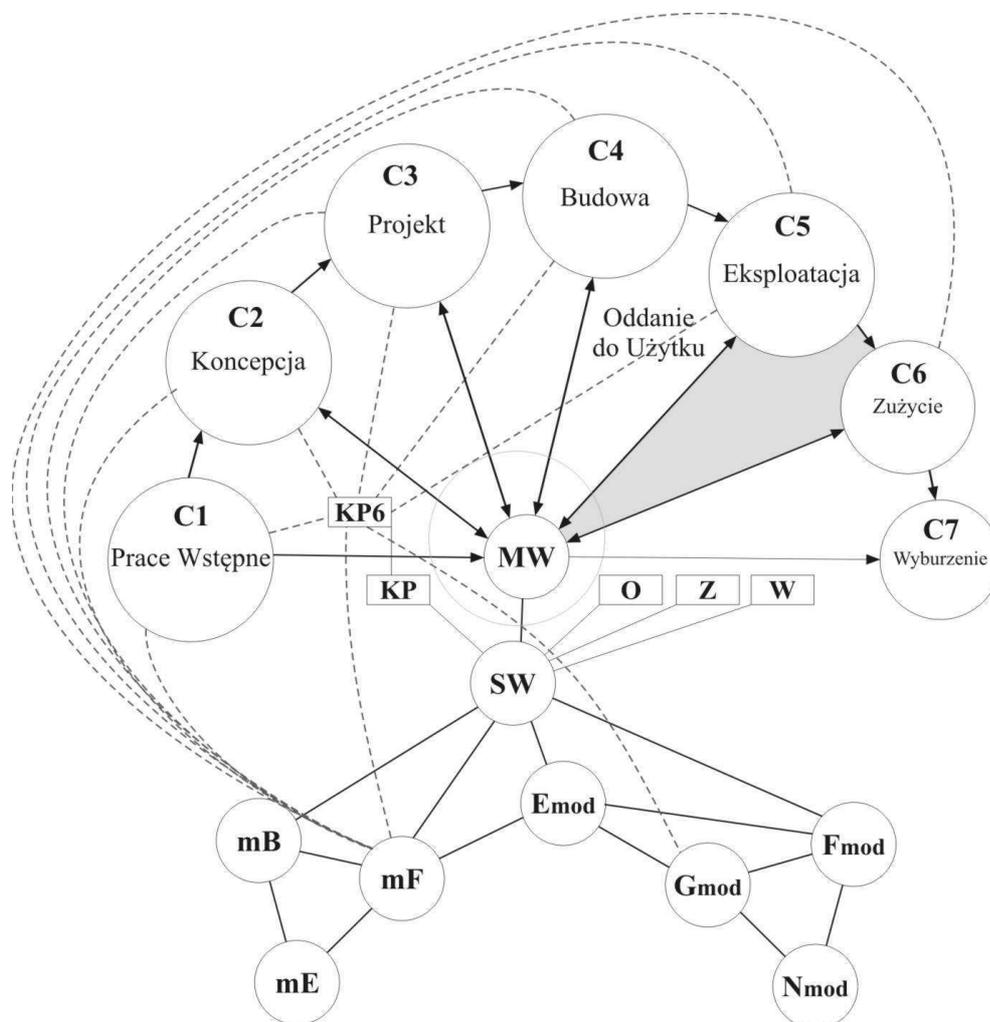 C4
Budowa
C3
Projekt
C5
Eksploatacja
C2
Koncepcja
Oddanie
do Użytku
C6
Zużycie
C1
Prace Wstępne
KP6
MW
C7
Wyburzenie
KP
O
Z
W
SW
Emod
mB
mF
Fmod
Gmod
mE
Nmod